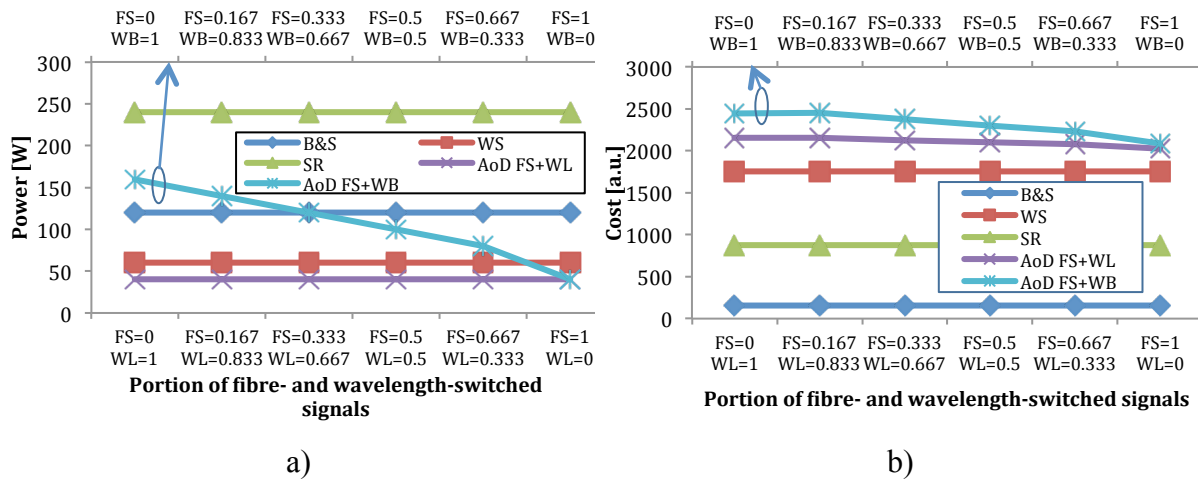 FS=0 FS=0.167 FS=0.333 FS=0.5 FS=0.667 FS=1
WB=1 WB=0.833 WB=0.667 WB=0.5 WB=0.333 WB=0
300
250
200
150
100
50
0
Power [W]
B&S WS
SR AoD FS+WL
AoD FS+WB
FS=0 FS=0.167 FS=0.333 FS=0.5 FS=0.667 FS=1
WL=1 WL=0.833 WL=0.667 WL=0.5 WL=0.333 WL=0
Portion of fibre- and wavelength-switched
signals
a)
FS=0 FS=0.167 FS=0.333 FS=0.5 FS=0.667 FS=1
WB=1 WB=0.833 WB=0.667 WB=0.5 WB=0.333 WB=0
3000
2500
2000
1500
1000
500
0
Cost [a.u.]
B&S
WS
SR
AoD FS+WL
AoD FS+WB
FS=0 FS=0.167 FS=0.333 FS=0.5 FS=0.667 FS=1
WL=1 WL=0.833 WL=0.667 WL=0.5 WL=0.333 WL=0
Portion of fibre- and wavelength-switched signals
b)